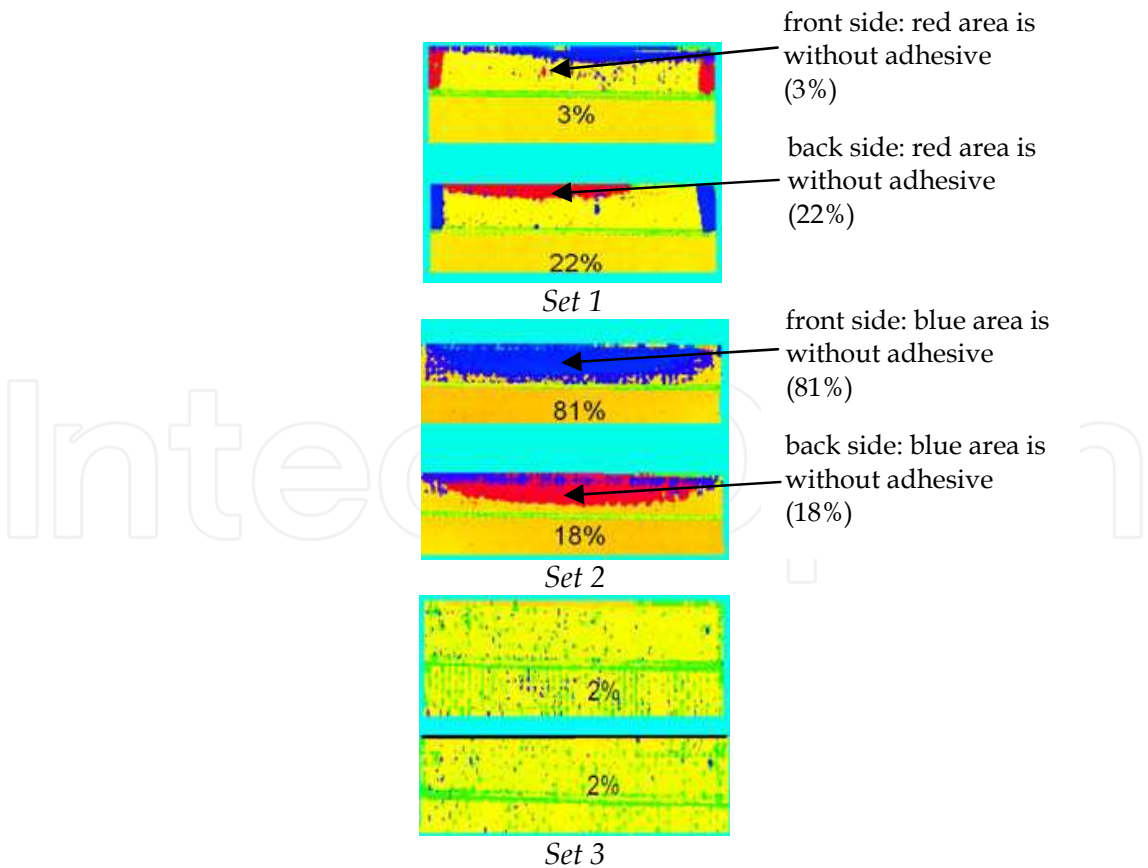 front side: red area is
without adhesive
(3%)
3%
back side: red area is
without adhesive
(22%)
22%
Set 1
front side: blue area is
without adhesive
(81%)
81%
back side: blue area is
without adhesive
(18%)
18%
Set 2
2%
2%
Set 3